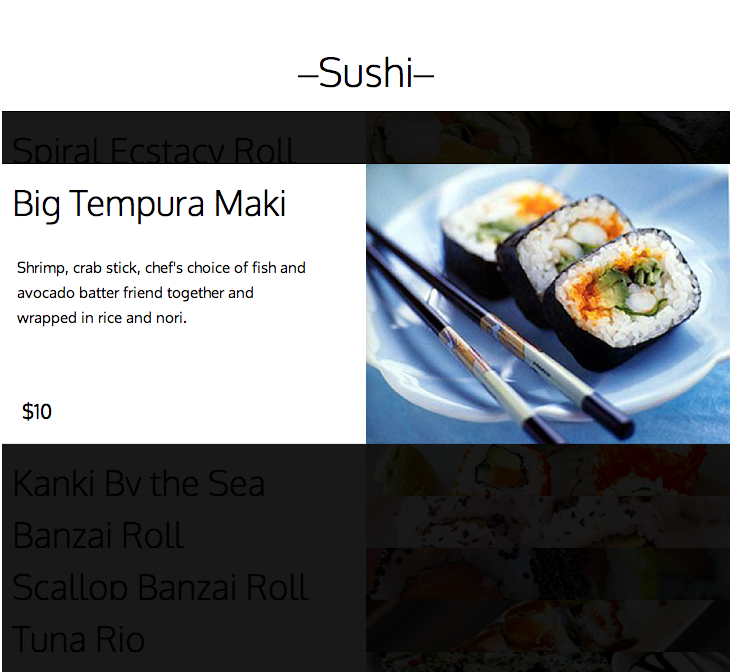 –Sushi–
Spiral Ecstacy Roll
Big Tempura Maki
Shrimp, crab stick, chef's choice of fish and
avocado batter friend together and
wrapped in rice and nori.
$10
Kanki By the Sea
Banzai Roll
Scallop Banzai Roll
Tuna Rio